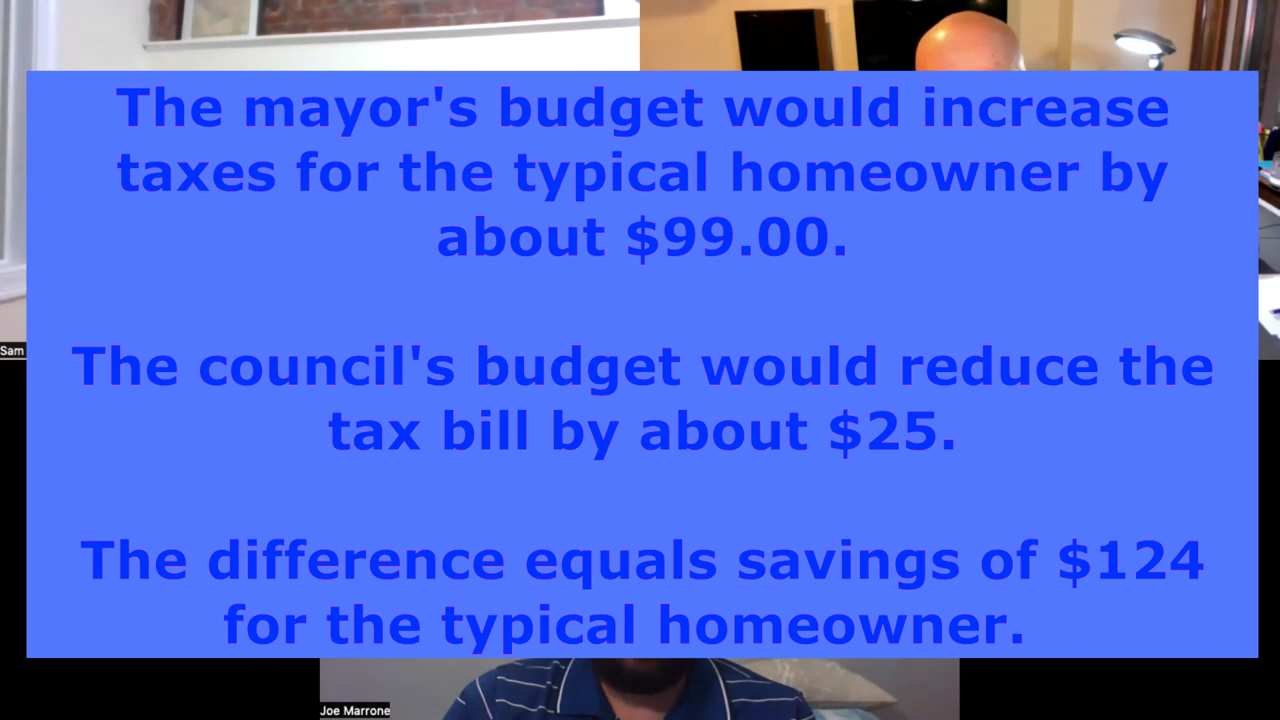 The mayor's budget would increase
taxes for the typical homeowner by
about $99.00.
The council's budget would reduce the
tax bill by about $25.
The difference equals savings of $124
for the typical homeowner.
Sam
Joe Marrone